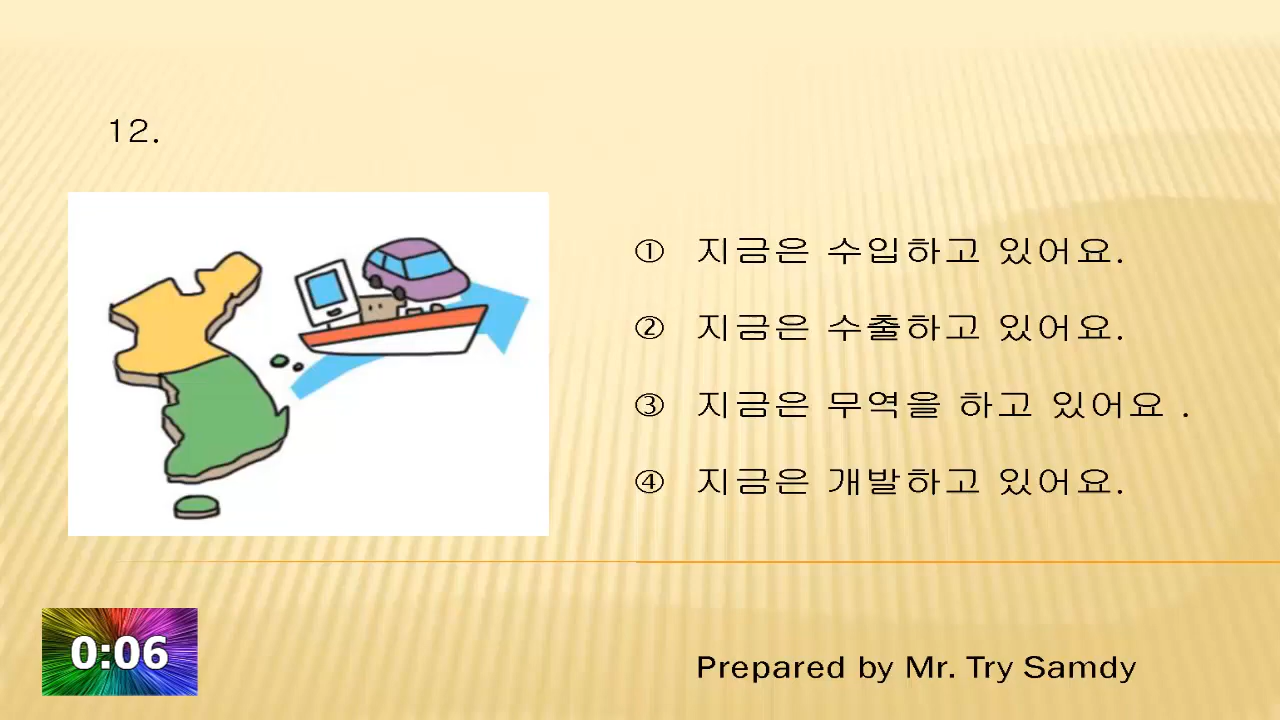 12.
① 지금은 수입하고 있어요.
② 지금은 수출하고 있어요.
③ 지금은 무역을 하고 있어요 .
④ 지금은 개발하고 있어요.
0:06
Prepared by Mr. Try Samdy